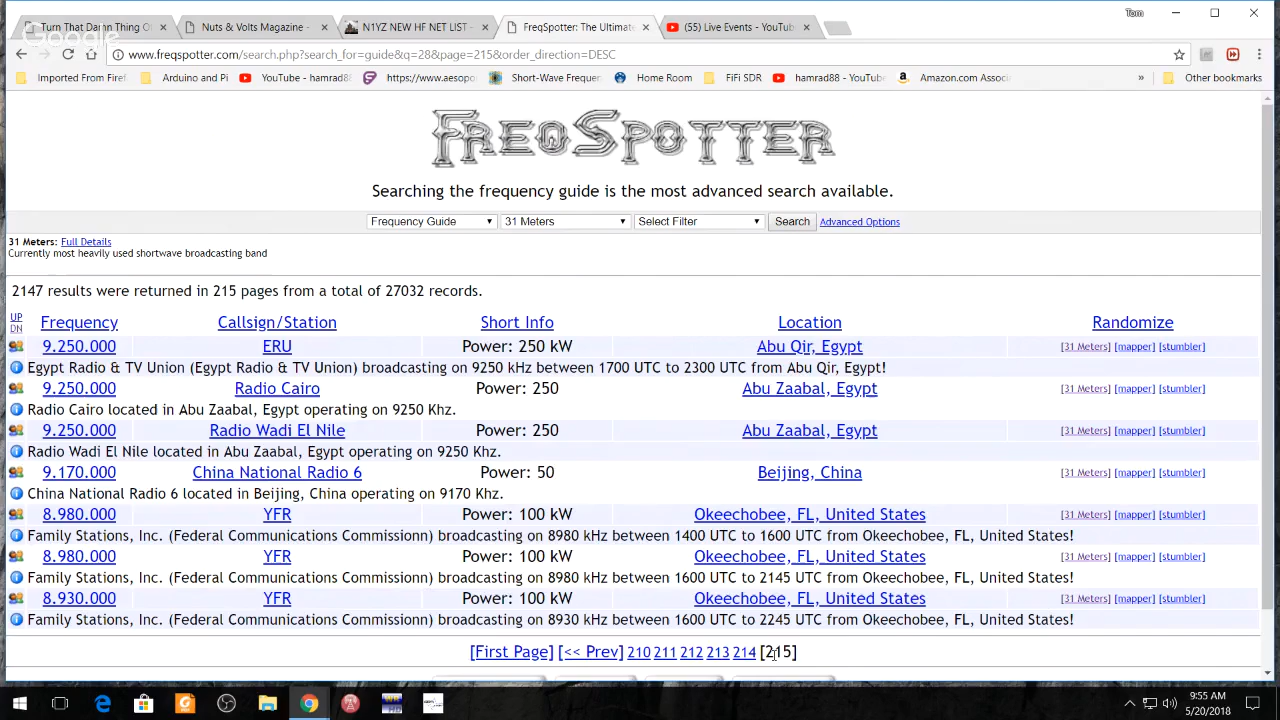 Tom
Turn That Damn Thing O
Nuts & Volts Magazine -
N1YZ NEW HF NET LIST -
FreqSpotter: The Ultimate
(55) Live Events - YouTub
Google
www.freqspotter.com/search.php?search_for=guide&q=28&page=215&order_direction=DESC
Imported From Firef
Arduino and Pi
YouTube - hamrad8
https://www.aesopo
Short-Wave Frequen
Home Room
FiFi SDR
hamrad88 - YouTub
Amazon.com Associ
»
Other bookmarks
FREQSPOTTER
Searching the frequency guide is the most advanced search available.
Frequency Guide 31 Meters Select Filter Search Advanced Options
31 Meters: Full Details
Currently most heavily used shortwave broadcasting band
2147 results were returned in 215 pages from a total of 27032 records.
UP
DN
Frequency Callsign/Station Short Info Location Randomize
9.250.000 ERU Power: 250 kW Abu Qir, Egypt [31 Meters] [mapper] [stumbler]
Egypt Radio & TV Union (Egypt Radio & TV Union) broadcasting on 9250 kHz between 1700 UTC to 2300 UTC from Abu Qir, Egypt!
9.250.000 Radio Cairo Power: 250 Abu Zaabal, Egypt [31 Meters] [mapper] [stumbler]
Radio Cairo located in Abu Zaabal, Egypt operating on 9250 Khz.
9.250.000 Radio Wadi El Nile Power: 250 Abu Zaabal, Egypt [31 Meters] [mapper] [stumbler]
Radio Wadi El Nile located in Abu Zaabal, Egypt operating on 9250 Khz.
9.170.000 China National Radio 6 Power: 50 Beijing, China [31 Meters] [mapper] [stumbler]
China National Radio 6 located in Beijing, China operating on 9170 Khz.
8.980.000 YFR Power: 100 kW Okeechobee, FL, United States [31 Meters] [mapper] [stumbler]
Family Stations, Inc. (Federal Communications Commissionn) broadcasting on 8980 kHz between 1400 UTC to 1600 UTC from Okeechobee, FL, United States!
8.980.000 YFR Power: 100 kW Okeechobee, FL, United States [31 Meters] [mapper] [stumbler]
Family Stations, Inc. (Federal Communications Commissionn) broadcasting on 8980 kHz between 1600 UTC to 2145 UTC from Okeechobee, FL, United States!
8.930.000 YFR Power: 100 kW Okeechobee, FL, United States [31 Meters] [mapper] [stumbler]
Family Stations, Inc. (Federal Communications Commissionn) broadcasting on 8930 kHz between 1600 UTC to 2245 UTC from Okeechobee, FL, United States!
[First Page] [<< Prev] 210 211 212 213 214 [215]
9:55 AM
5/20/2018